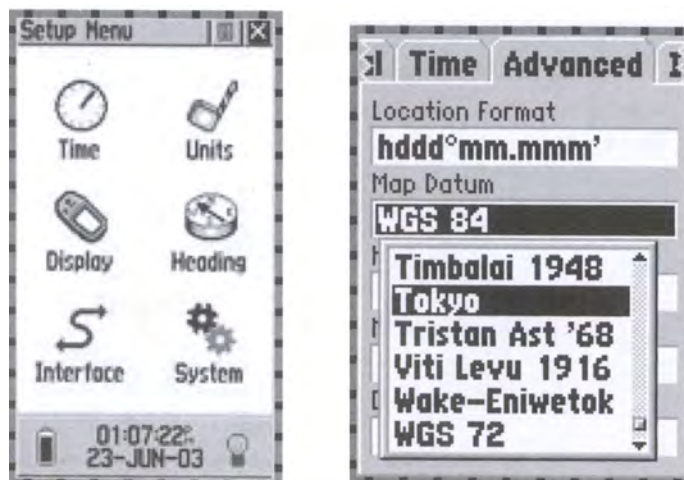 Setup Menu
Time
Units
Display
Heading
Interface
System
01:07:22
23-JUN-03
Time
Advanced
Location Format
hddd°mm.mmm'
Map Datum
WGS 84
Timbalai 1948
Tokyo
Tristan Ast '68
Viti Levu 1916
Wake-Eniwetok
WGS 72